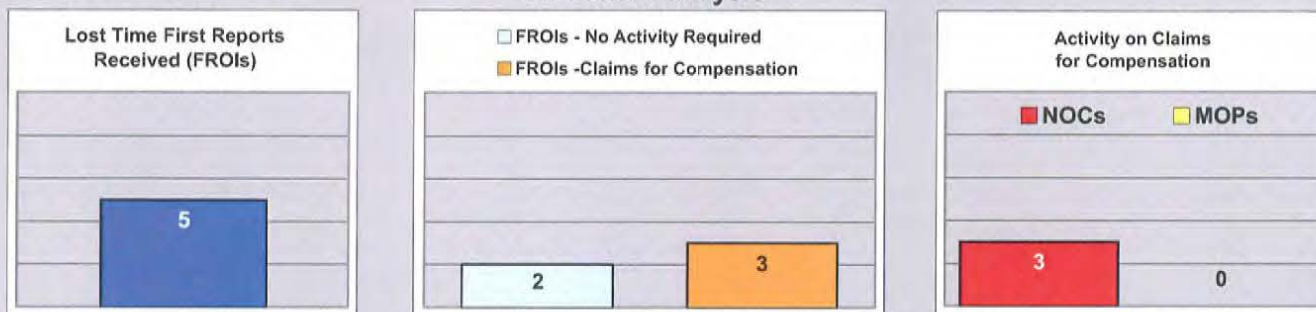 Lost Time First Reports
Received (FROIs)
5
FROIs - No Activity Required
FROIs -Claims for Compensation
2
3
Activity on Claims
for Compensation
NOCs MOPs
3
0